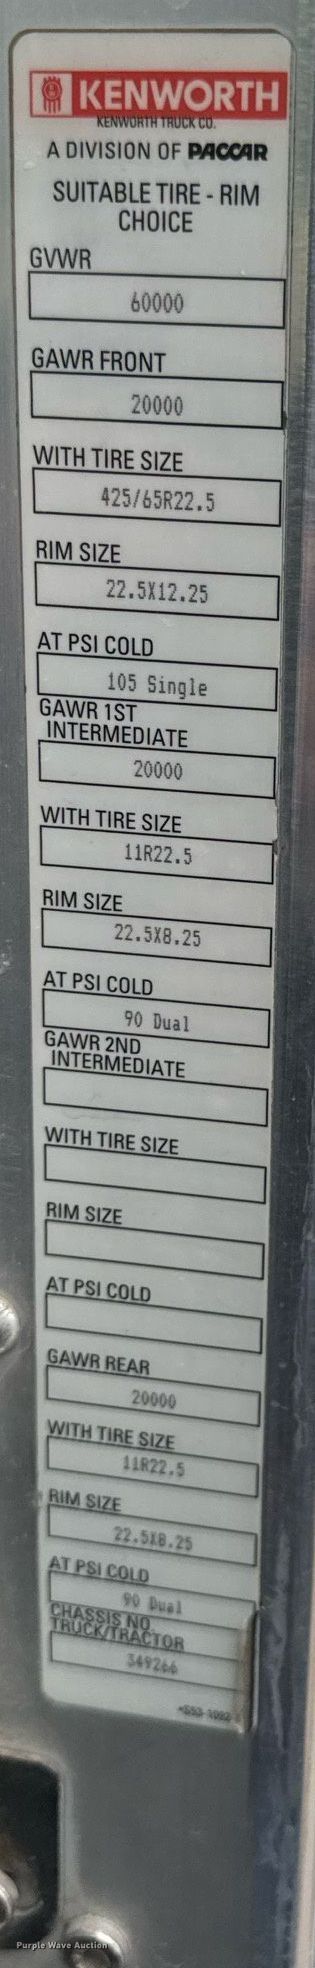 KENWORTH
KENWORTH TRUCK CO.
A DIVISION OF PACCAR
SUITABLE TIRE - RIM
CHOICE
GVWR
60000
GAWR FRONT
20000
WITH TIRE SIZE
425/65R22.5
RIM SIZE
22.5X12.25
AT PSI COLD
105 Single
GAWR 1ST
INTERMEDIATE
20000
WITH TIRE SIZE
11R22.5
RIM SIZE
22.5X8.25
AT PSI COLD
90 Dual
GAWR 2ND
INTERMEDIATE
WITH TIRE SIZE
RIM SIZE
AT PSI COLD
GAWR REAR
20000
WITH TIRE SIZE
11R22.5
RIM SIZE
22.5X8.25
AT PSI COLD
90 Dual
CHASSIS NO.
TRUCK/TRACTOR
349266
Purple Wave Auction